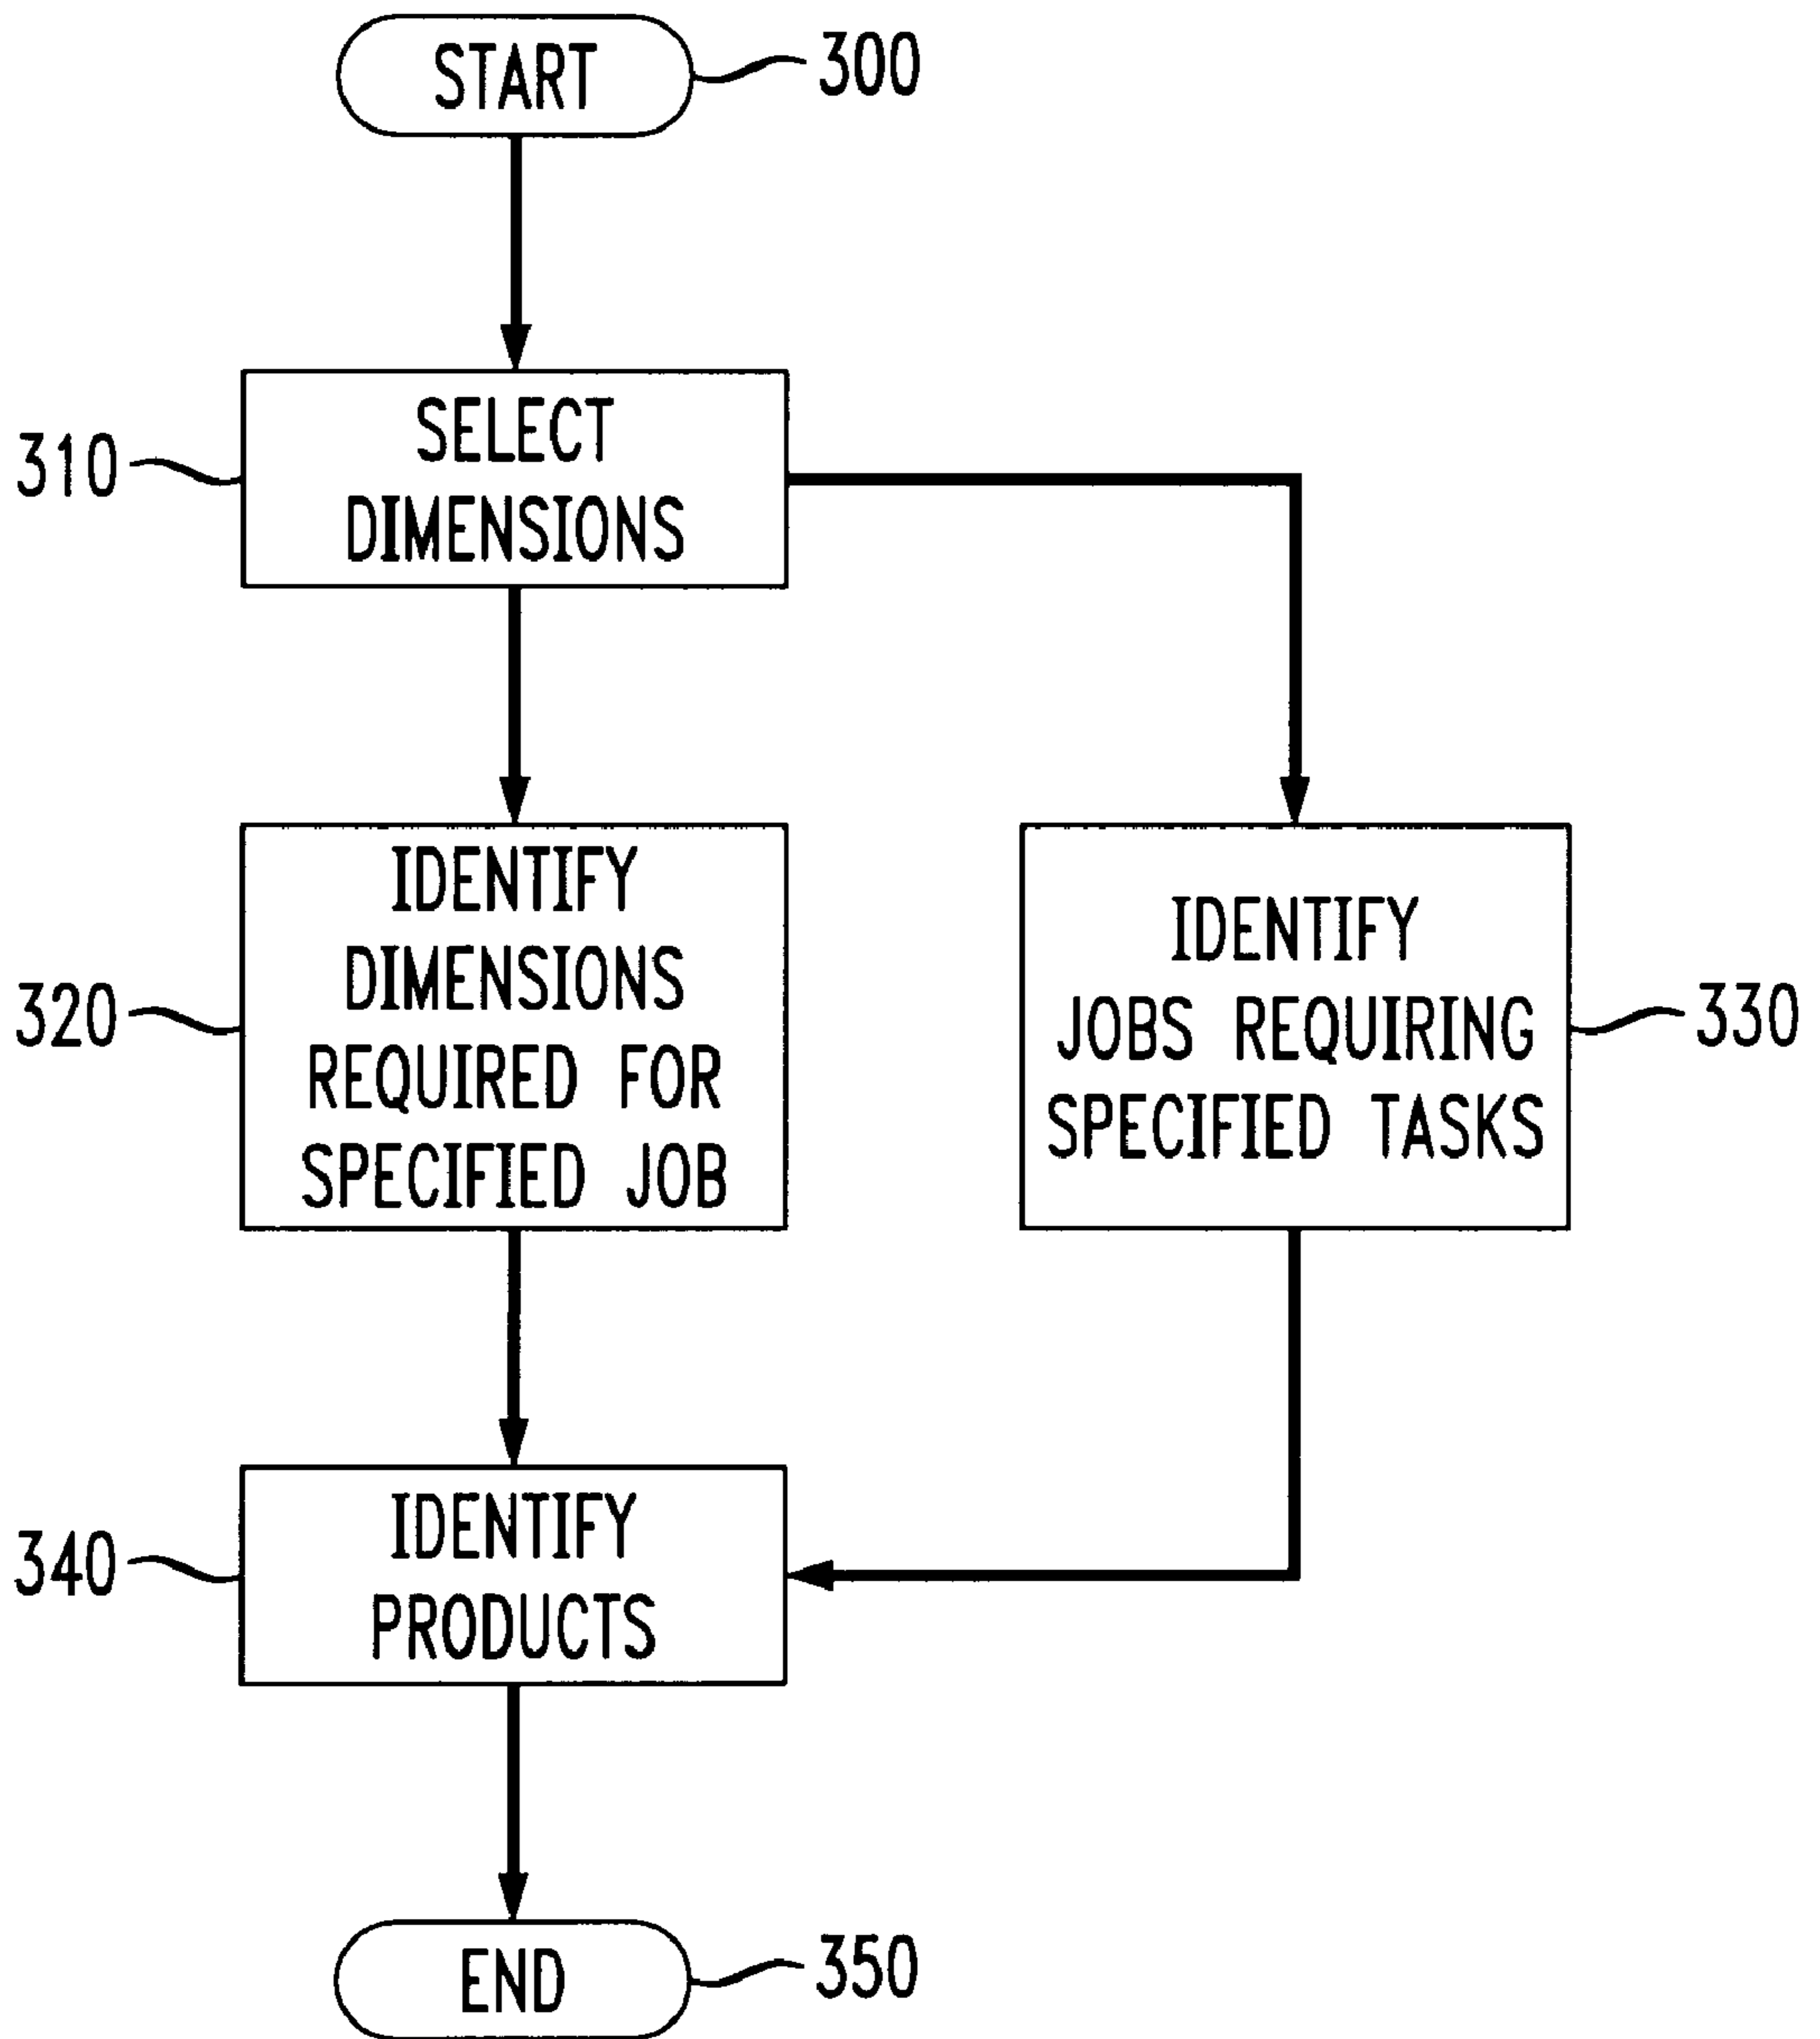 START
300
310
SELECT
DIMENSIONS
320
IDENTIFY
DIMENSIONS
REQUIRED FOR
SPECIFIED JOB
IDENTIFY
JOBS REQUIRING
SPECIFIED TASKS
330
340
IDENTIFY
PRODUCTS
END
350